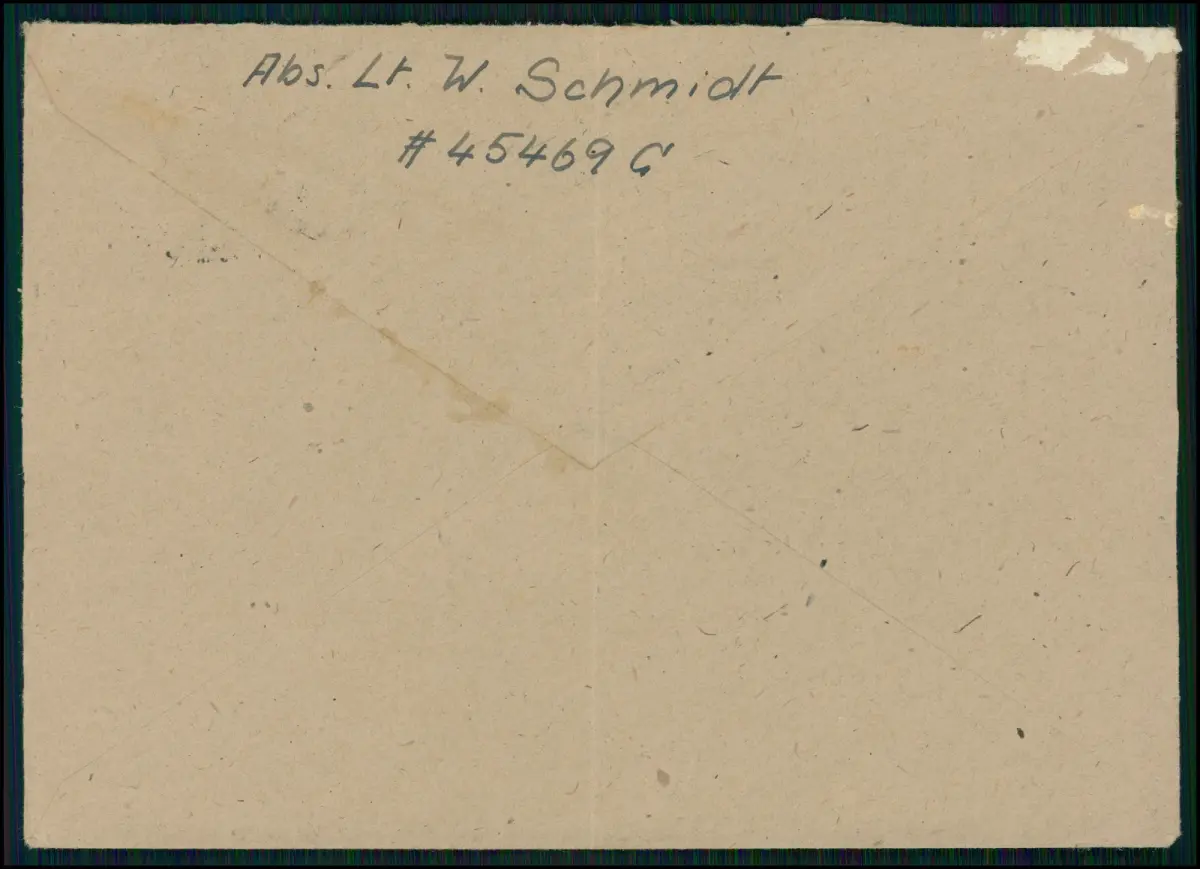 Abs. Lt. W. Schmidt
# 45469 G